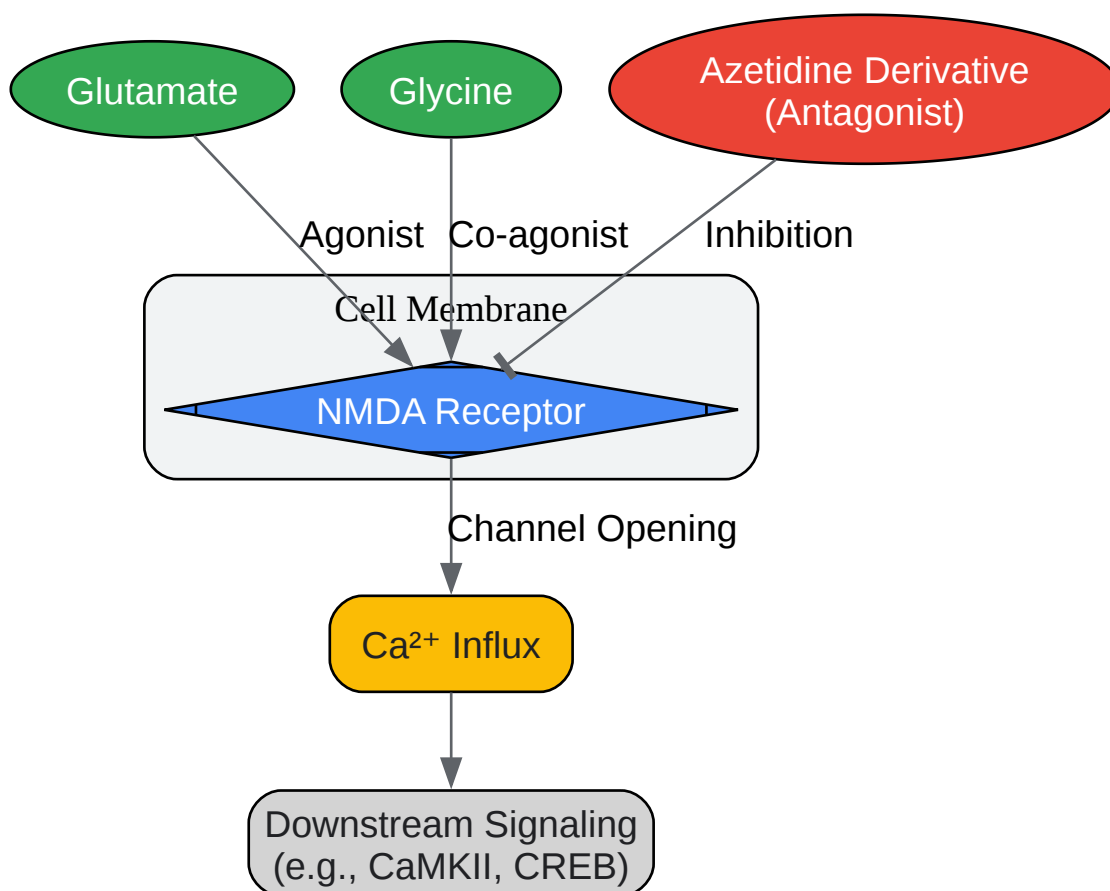 Glutamate
Glycine
Azetidine Derivative
(Antagonist)
Agonist
Co-agonist
Inhibition
Cell Membrane
NMDA Receptor
Channel Opening
Ca²⁺ Influx
Downstream Signaling
(e.g., CaMKII, CREB)